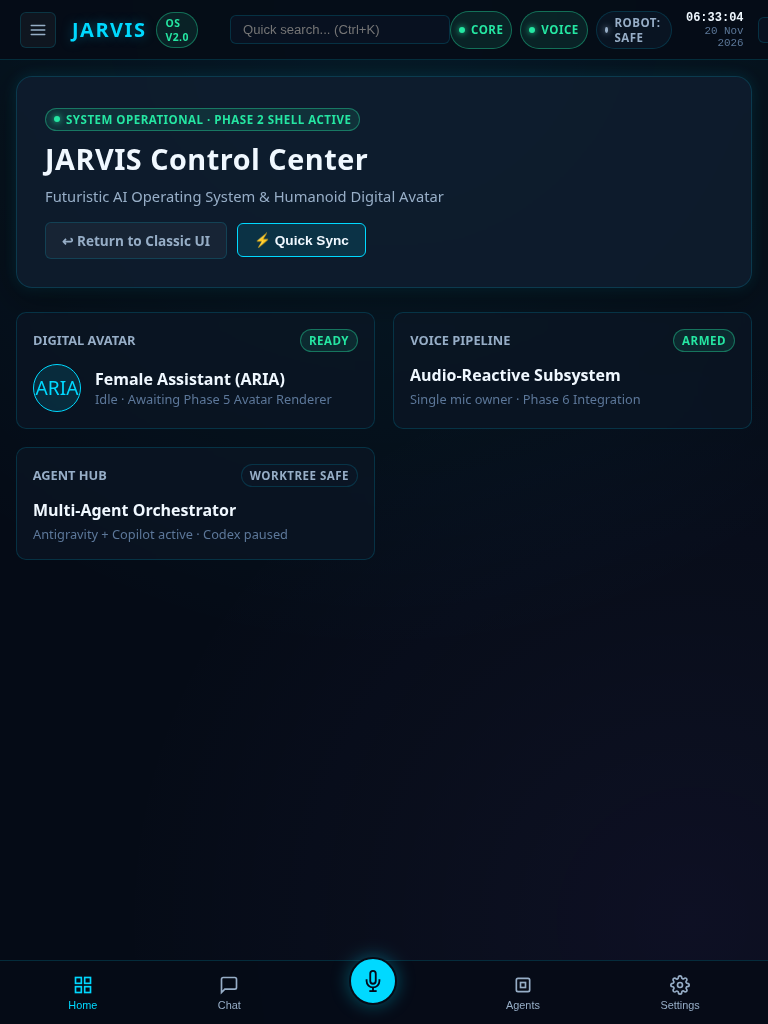 JARVIS
OS
V2.0
Quick search... (Ctrl+K)
CORE
VOICE
ROBOT:
SAFE
06:33:04
20 Nov
2026
SYSTEM OPERATIONAL · PHASE 2 SHELL ACTIVE
JARVIS Control Center
Futuristic AI Operating System & Humanoid Digital Avatar
↩ Return to Classic UI
⚡ Quick Sync
DIGITAL AVATAR
READY
ARIA
Female Assistant (ARIA)
Idle · Awaiting Phase 5 Avatar Renderer
VOICE PIPELINE
ARMED
Audio-Reactive Subsystem
Single mic owner · Phase 6 Integration
AGENT HUB
WORKTREE SAFE
Multi-Agent Orchestrator
Antigravity + Copilot active · Codex paused
Home
Chat
Agents
Settings